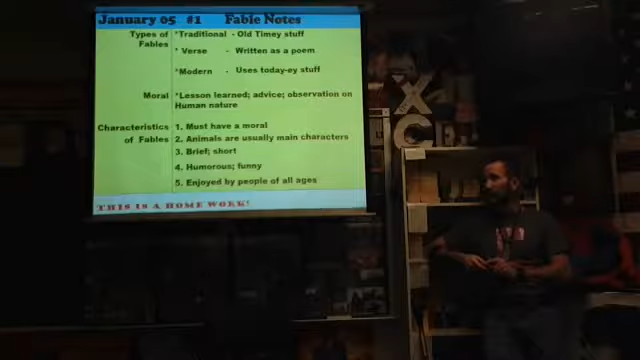 January 05 #1 Fable Notes
Types of Fables
*Traditional - Old Timey stuff
* Verse - Written as a poem
*Modern - Uses today-ey stuff
Moral
*Lesson learned; advice; observation on
Human nature
Characteristics of Fables
1. Must have a moral
2. Animals are usually main characters
3. Brief; short
4. Humorous; funny
5. Enjoyed by people of all ages
THIS IS A HOME WORK!
XC